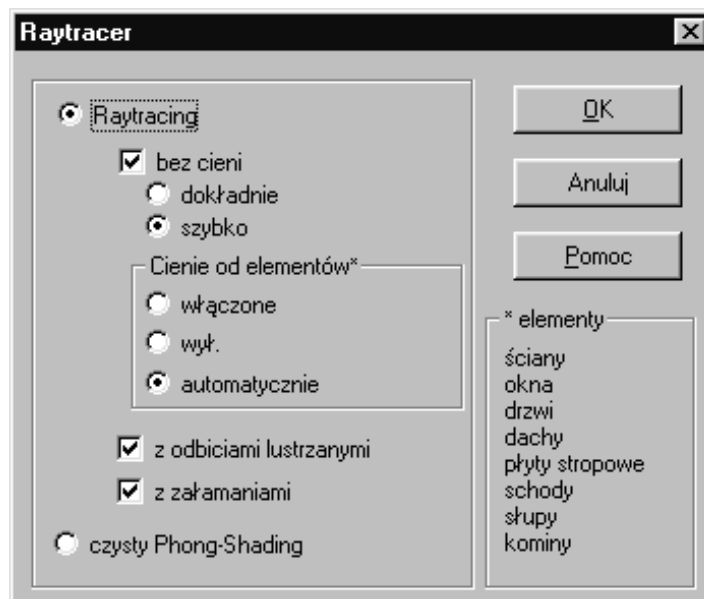 Raytracer
Raytracing
bez cieni
dokładnie
szybko
Cienie od elementów*
włączone
wył.
automatycznie
z odbiciami lustrzanymi
z załamaniami
czysty Phong-Shading
OK
Anuluj
Pomoc
* elementy
ściany
okna
drzwi
dachy
płyty stropowe
schody
słupy
kominy